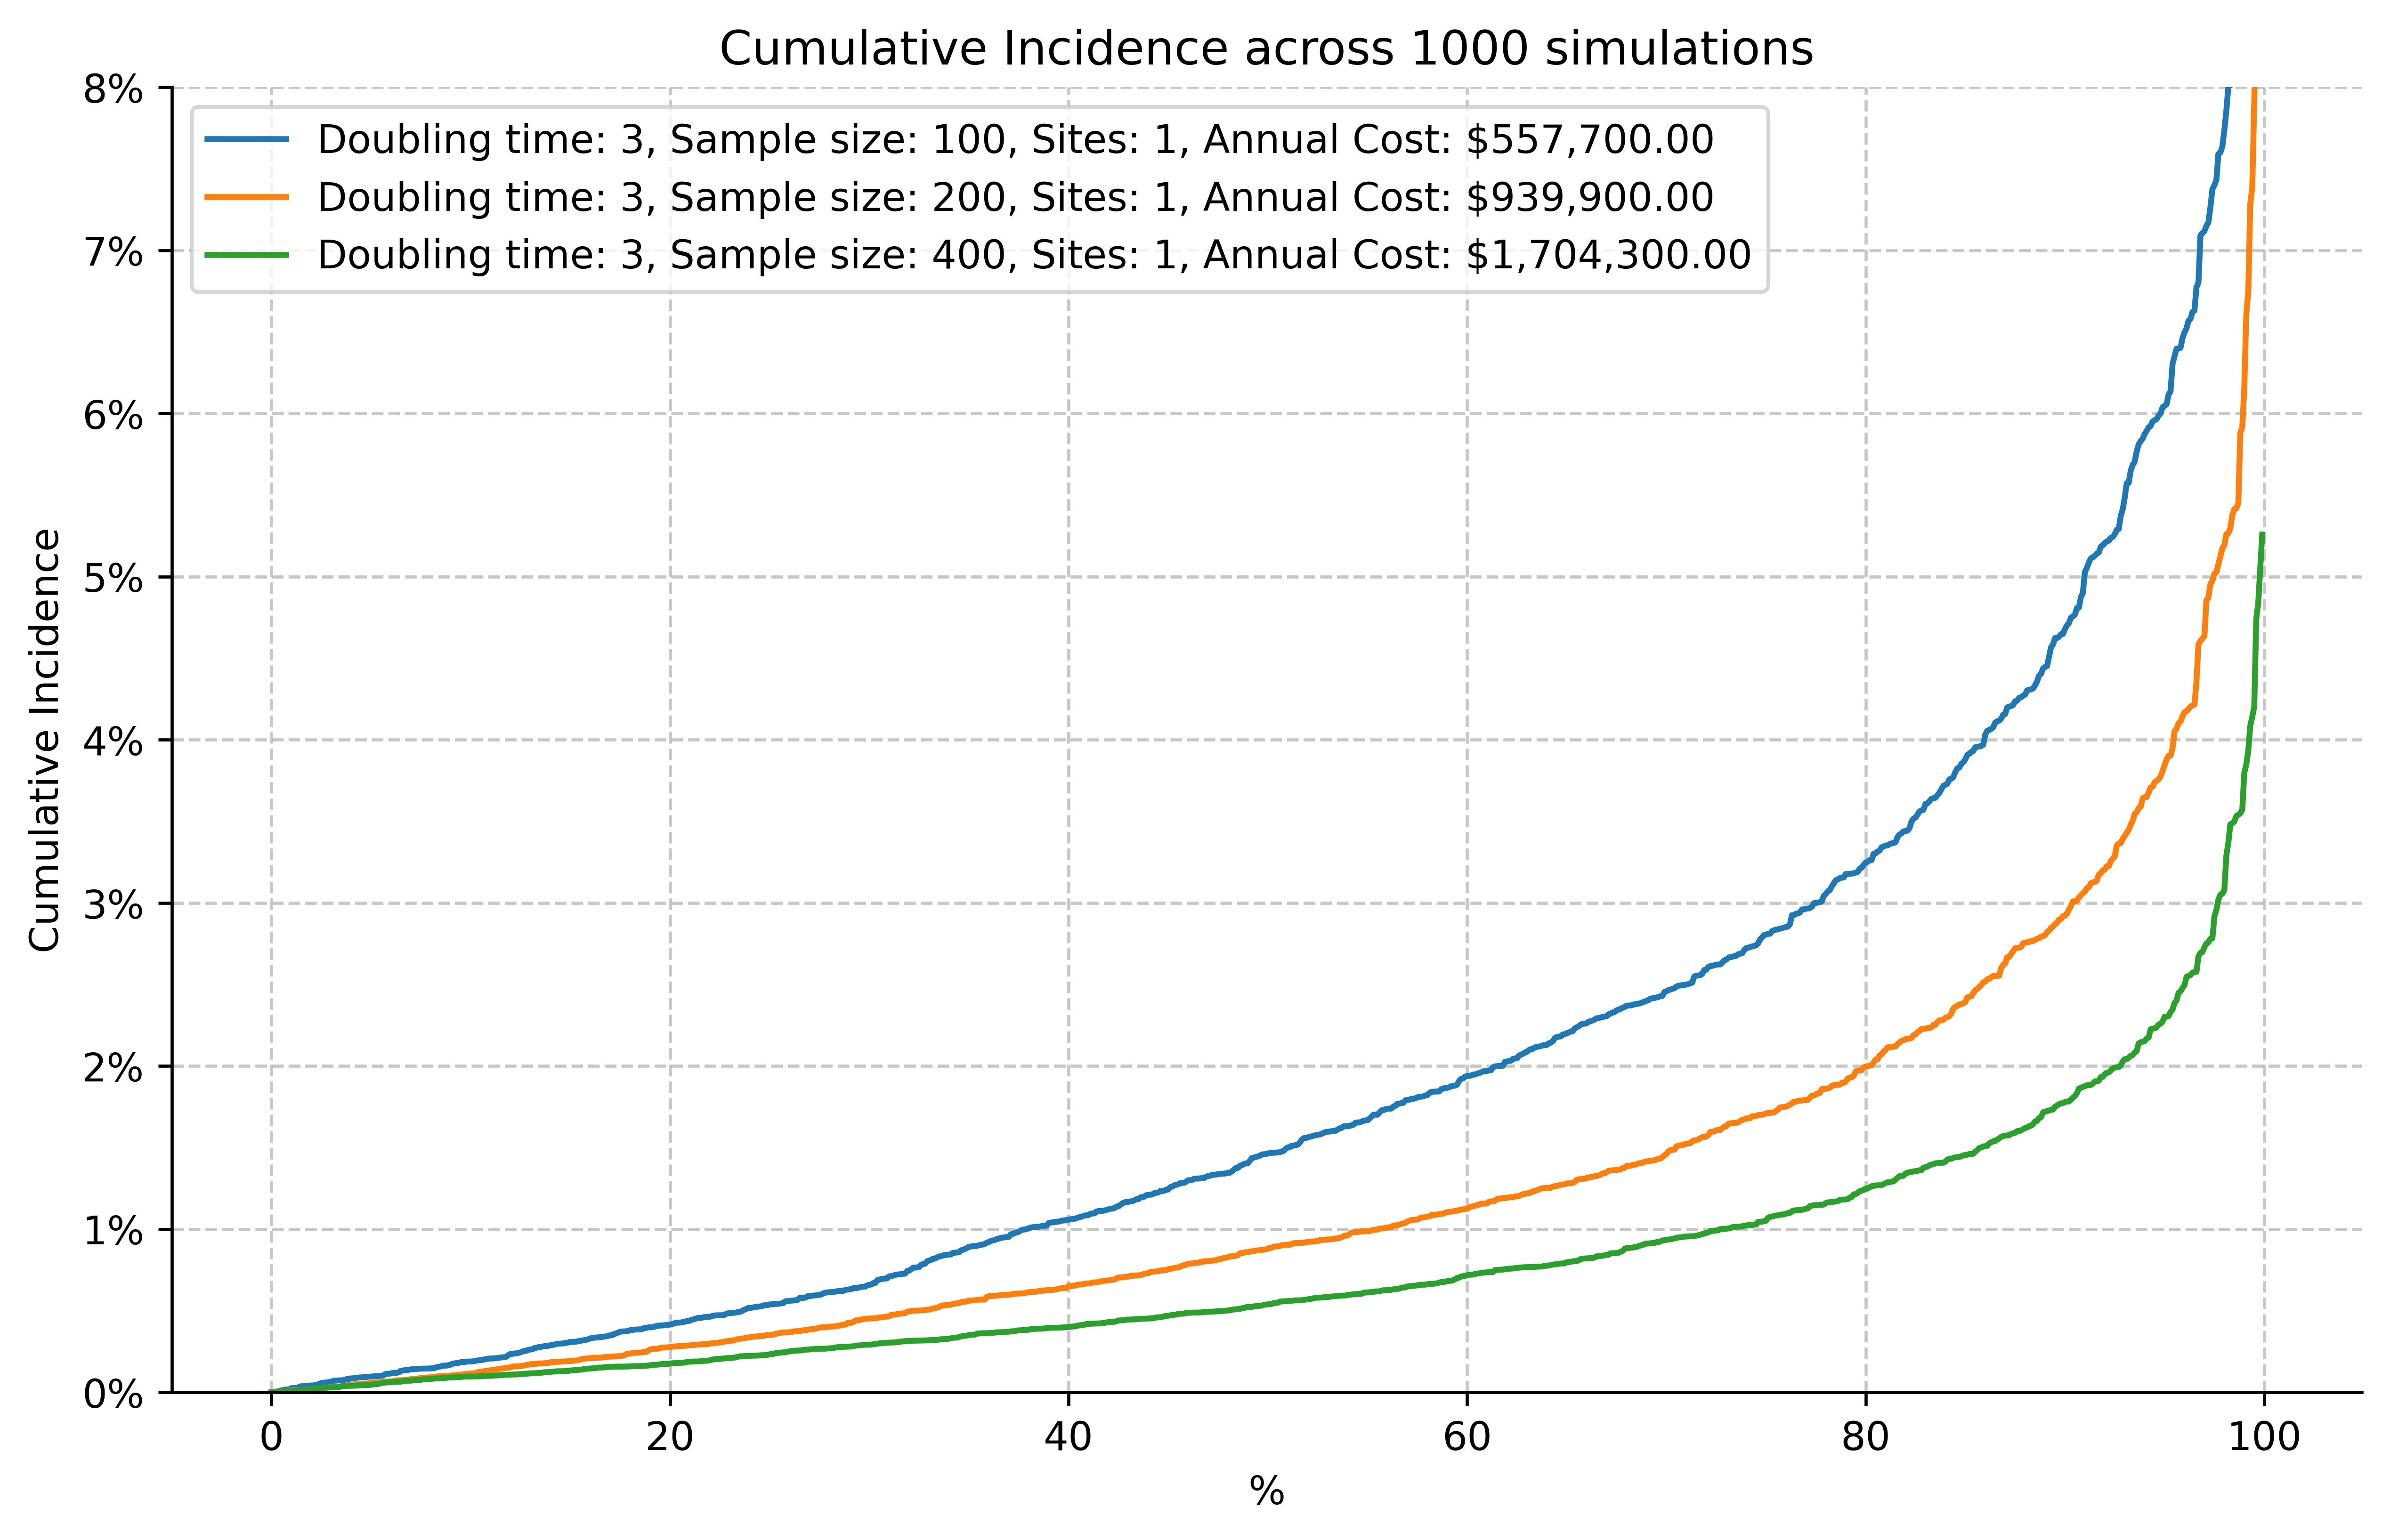 Cumulative Incidence across 1000 simulations
8%
7%
6%
5%
4%
3%
2%
1%
0%
Cumulative Incidence
Doubling time: 3, Sample size: 100, Sites: 1, Annual Cost: $557,700.00
Doubling time: 3, Sample size: 200, Sites: 1, Annual Cost: $939,900.00
Doubling time: 3, Sample size: 400, Sites: 1, Annual Cost: $1,704,300.00
0 20 40 60 80 100
%